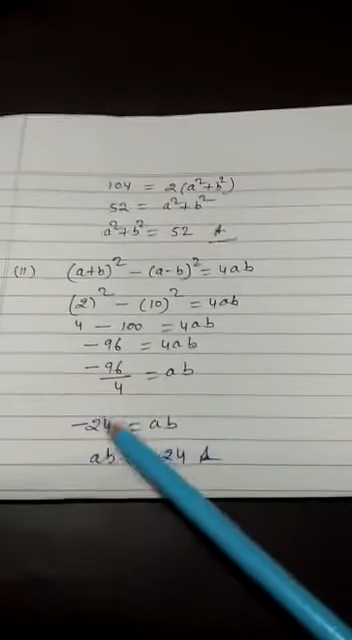 104 = 2(a²+b²)
52 = a²+b²
a²+b² = 52
(II) (a+b)² - (a-b)² = 4ab
(2)² - (10)² = 4ab
4 - 100 = 4ab
-96 = 4ab
-96/4 = ab
-24 = ab
ab = 24